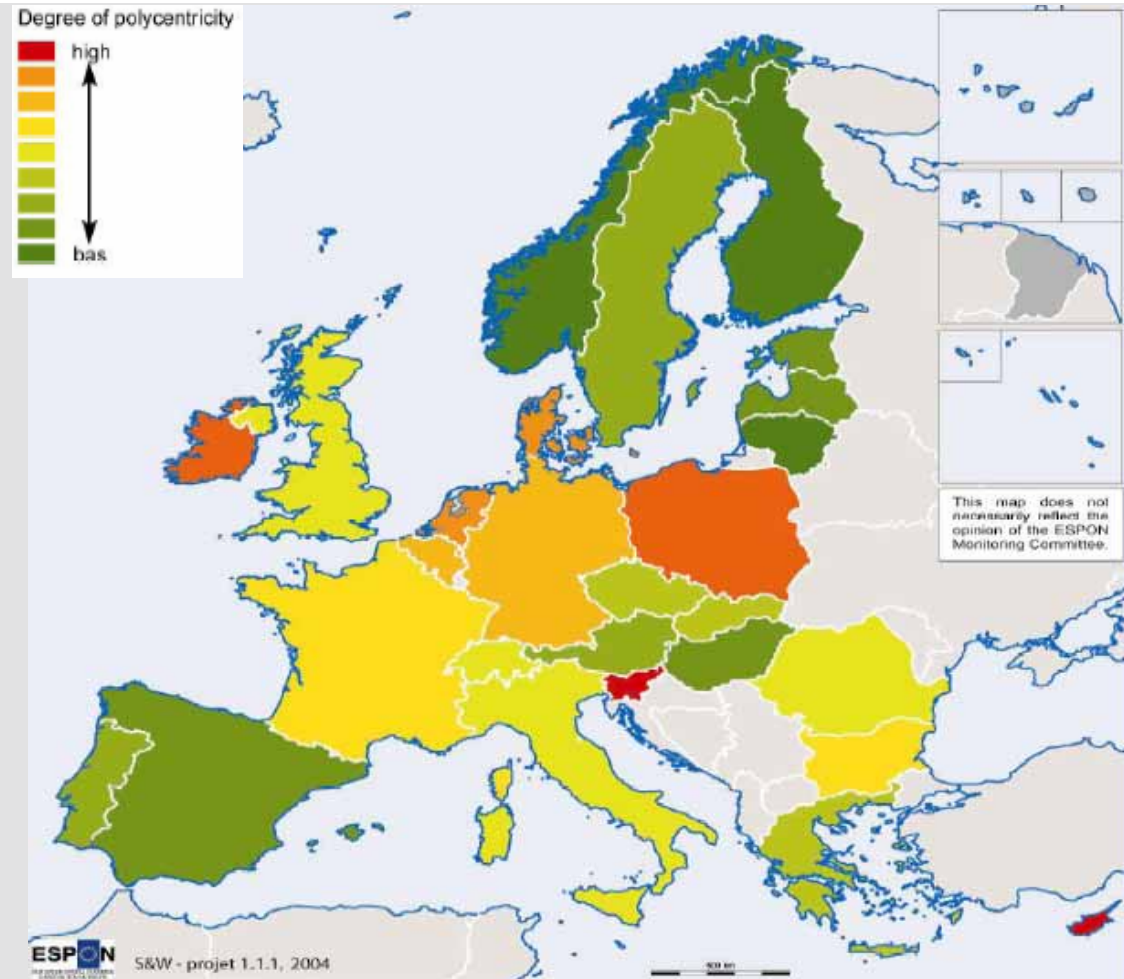 Degree of polycentricity
high
bas
This map does not
necessarily reflect the
opinion of the ESPON
Monitoring Committee.
ESPON
S&W - projet 1.1.1, 2004